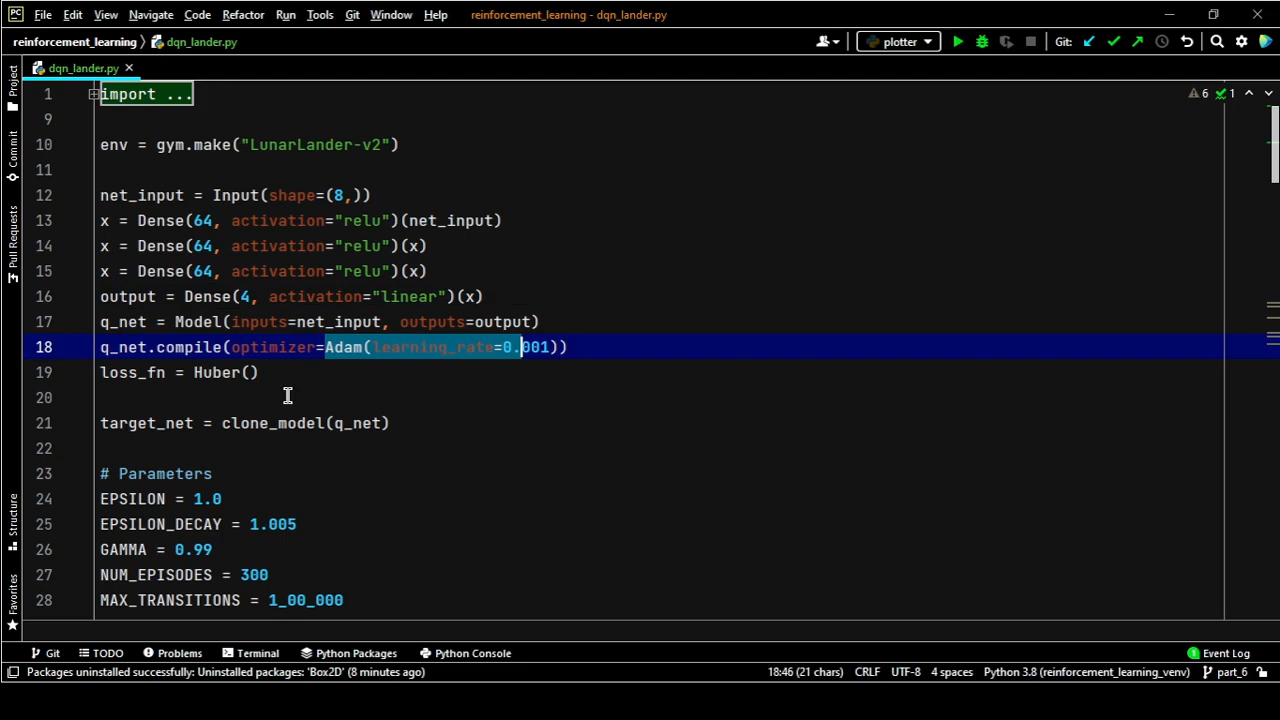 PC File Edit View Navigate Code Refactor Run Tools Git Window Help reinforcement_learning - dqn_lander.py
reinforcement_learning dqn_lander.py plotter Git:
dqn_lander.py
1 import ... 6 1
9
10 env = gym.make("LunarLander-v2")
11
12 net_input = Input(shape=(8,))
13 x = Dense(64, activation="relu")(net_input)
14 x = Dense(64, activation="relu")(x)
15 x = Dense(64, activation="relu")(x)
16 output = Dense(4, activation="linear")(x)
17 q_net = Model(inputs=net_input, outputs=output)
18 q_net.compile(optimizer=Adam(learning_rate=0.001))
19 loss_fn = Huber()
20
21 target_net = clone_model(q_net)
22
23 # Parameters
24 EPSILON = 1.0
25 EPSILON_DECAY = 1.005
26 GAMMA = 0.99
27 NUM_EPISODES = 300
28 MAX_TRANSITIONS = 1_00_000
Project
Commit
Pull Requests
Structure
Favorites
Git TODO Problems Terminal Python Packages Python Console 1 Event Log
Packages uninstalled successfully: Uninstalled packages: 'Box2D' (8 minutes ago) 18:46 (21 chars) CRLF UTF-8 4 spaces Python 3.8 (reinforcement_learning_venv) part_6